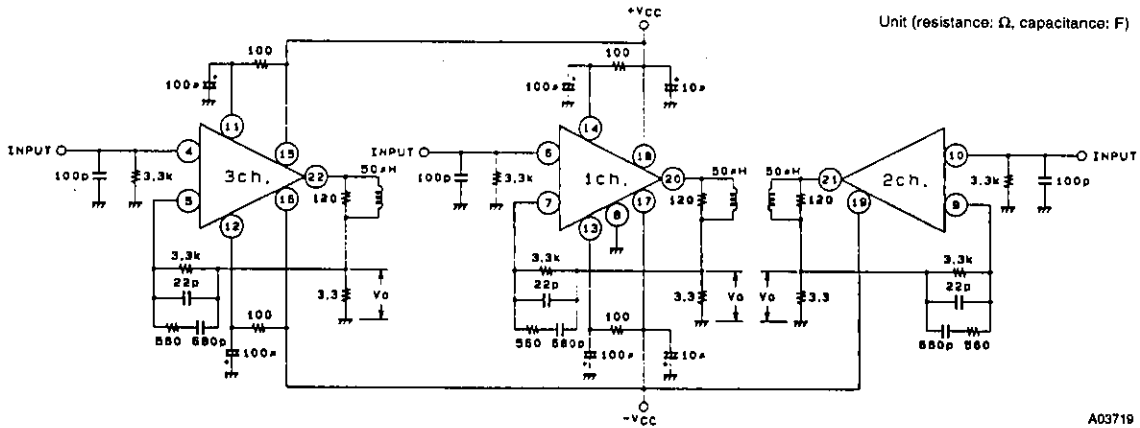 +VCC
Unit (resistance: Ω, capacitance: F)
100
100μ
100
100μ
10μ
11
14
INPUT
4
15
INPUT
6
18
10
INPUT
100p
3.3k
3ch.
22
50μH
100p
3.3k
1ch.
20
50μH
50μH
21
2ch.
3.3k
100p
5
16
120
7
8
17
120
120
19
9
12
13
3.3k
22p
3.3
Vo
3.3k
22p
3.3
Vo
Vo
3.3
3.3k
22p
100
100
560
680p
100μ
560
680p
100μ
10μ
680p
560
-VCC
A03719